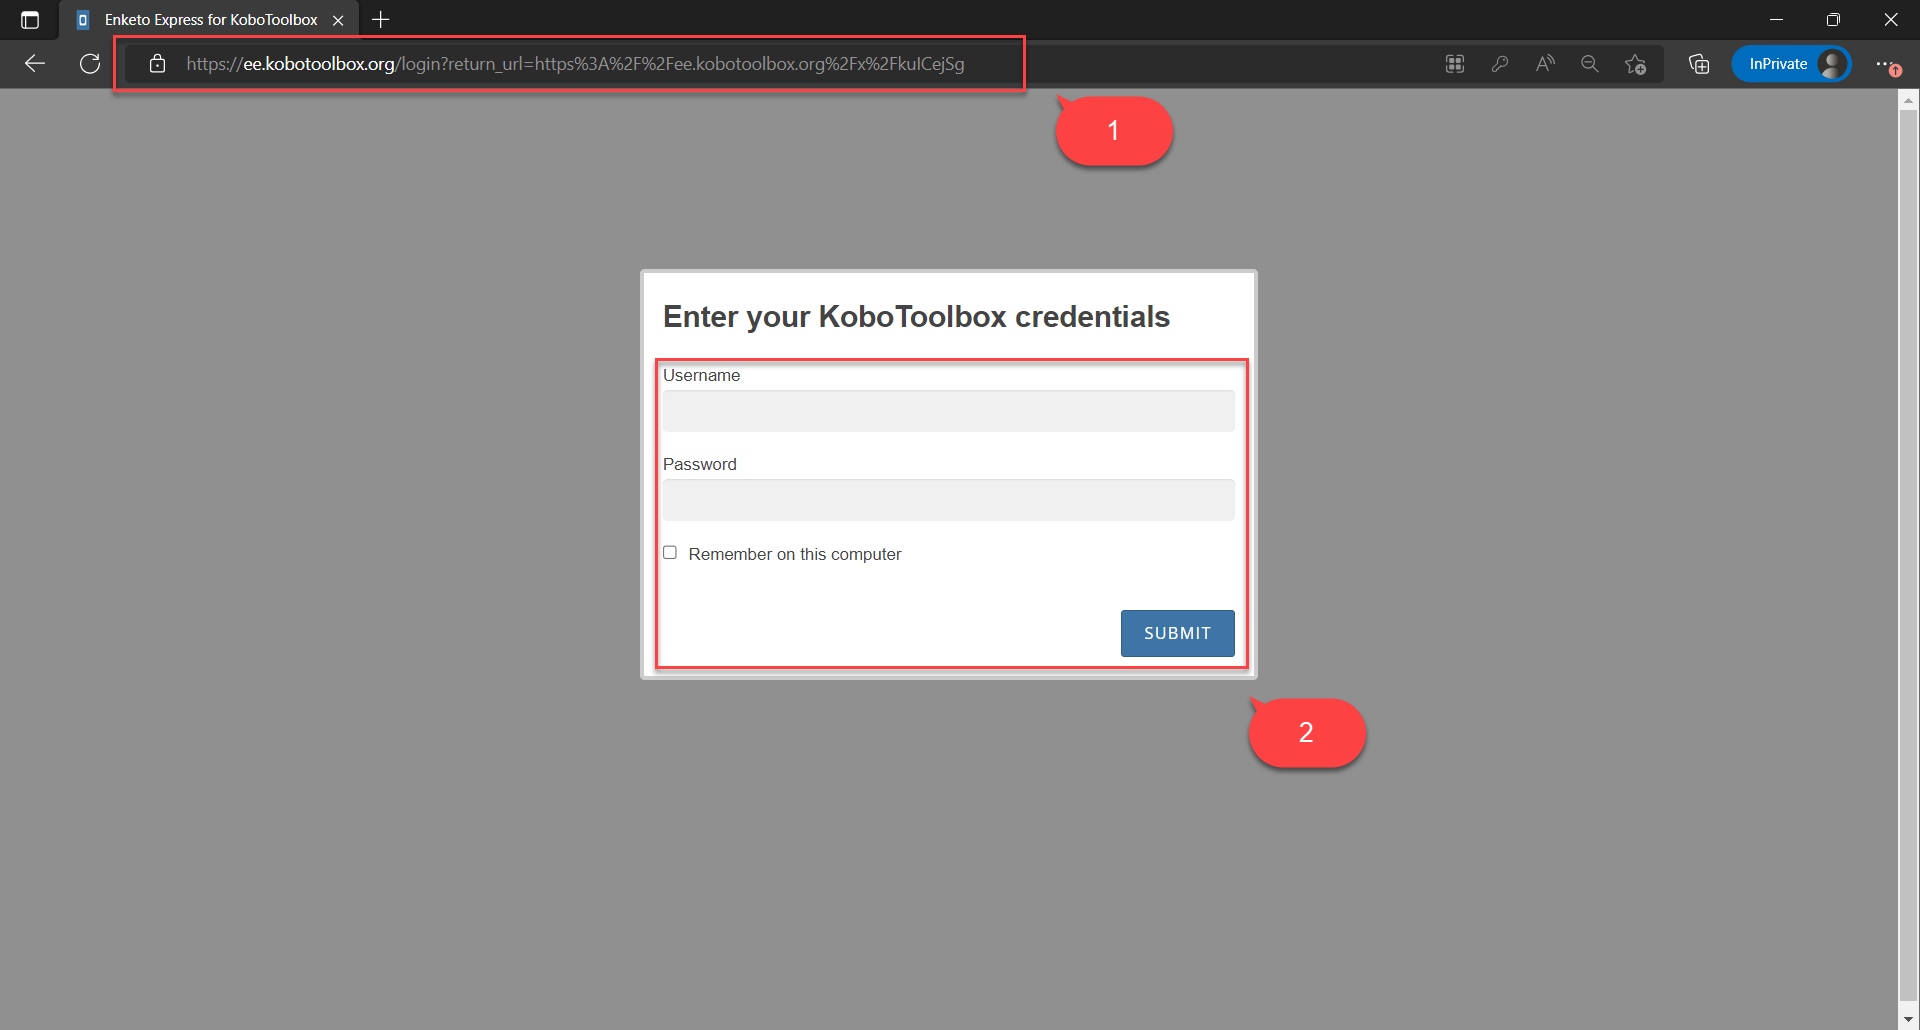 Enketo Express for KoboToolbox
https://ee.kobotoolbox.org/login?return_url=https%3A%2F%2Fee.kobotoolbox.org%2Fx%2FkulCejSg
InPrivate
1
Enter your KoboToolbox credentials
Username
Password
Remember on this computer
SUBMIT
2